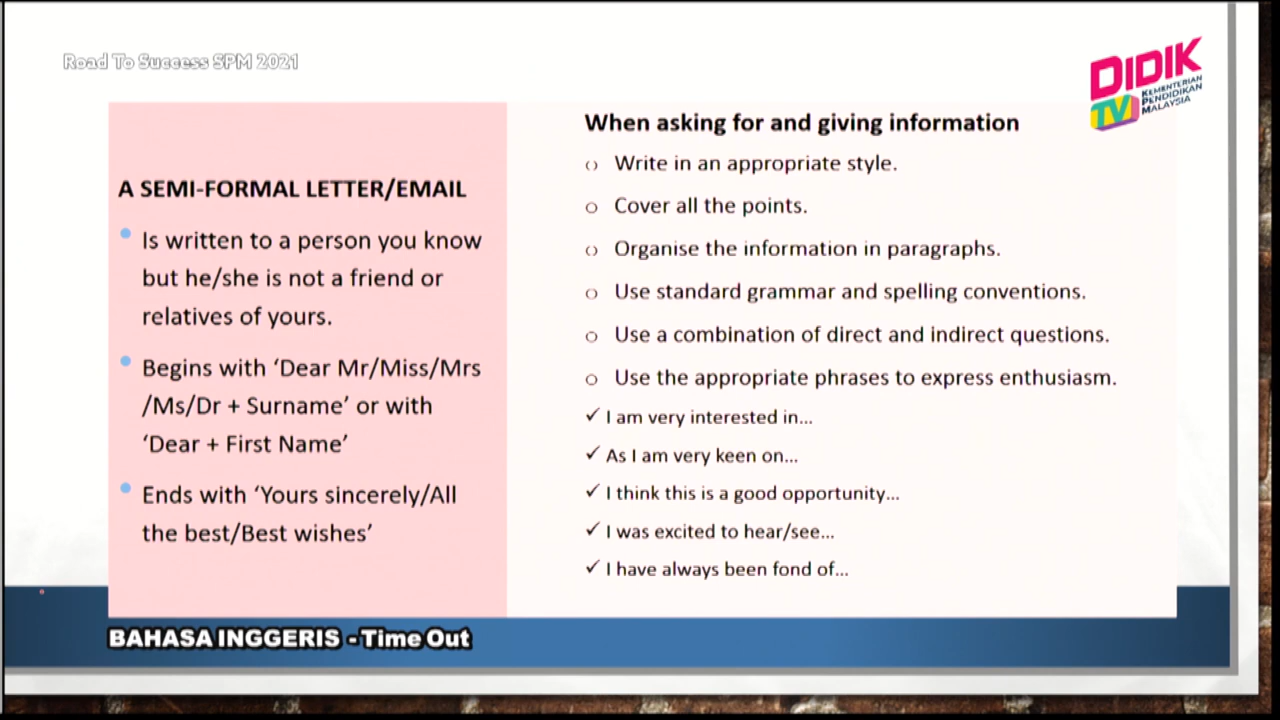 Road To Success SPM 2021
DIDIK
TV
KEMENTERIAN
PENDIDIKAN
MALAYSIA
A SEMI-FORMAL LETTER/EMAIL
Is written to a person you know
but he/she is not a friend or
relatives of yours.
Begins with ‘Dear Mr/Miss/Mrs
/Ms/Dr + Surname’ or with
‘Dear + First Name’
Ends with ‘Yours sincerely/All
the best/Best wishes’
When asking for and giving information
Write in an appropriate style.
Cover all the points.
Organise the information in paragraphs.
Use standard grammar and spelling conventions.
Use a combination of direct and indirect questions.
Use the appropriate phrases to express enthusiasm.
✓ I am very interested in...
✓ As I am very keen on...
✓ I think this is a good opportunity...
✓ I was excited to hear/see...
✓ I have always been fond of...
BAHASA INGGERIS - Time Out